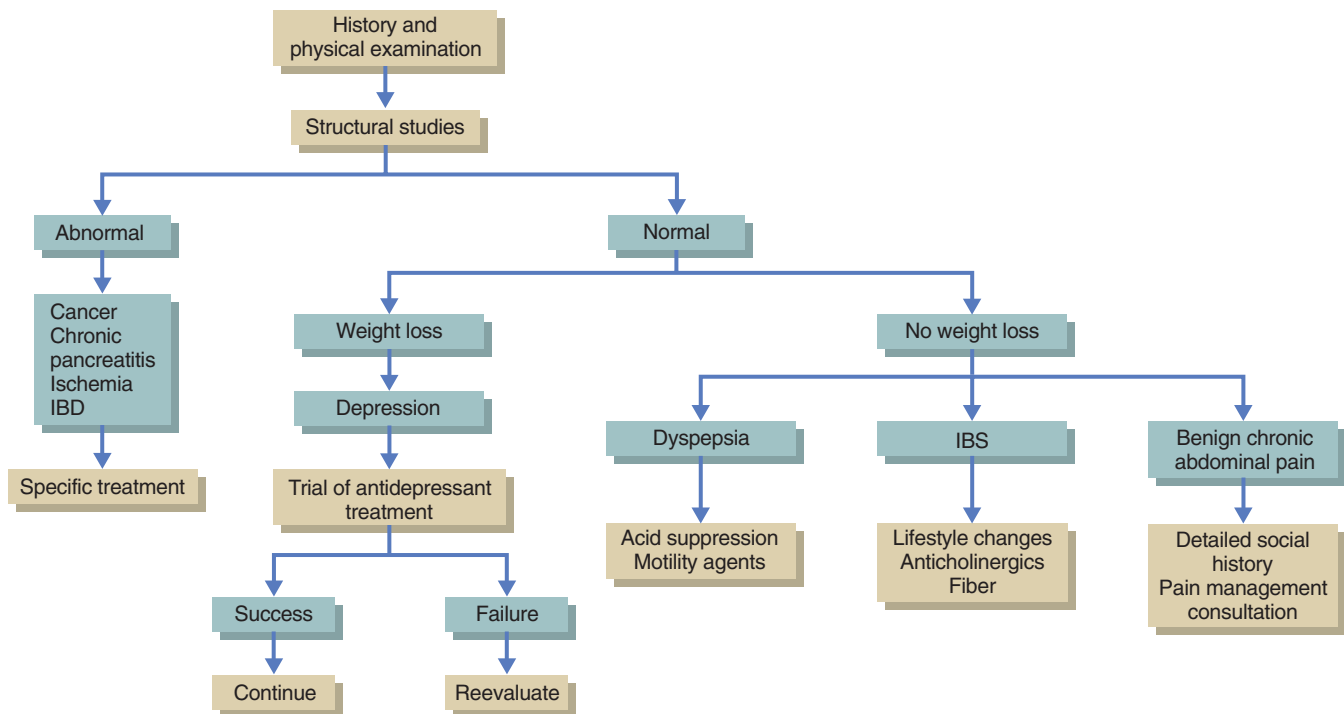 History and
physical examination
Structural studies
Abnormal
Normal
Cancer
Chronic
pancreatitis
Ischemia
IBD
Weight loss
No weight loss
Depression
Dyspepsia
IBS
Benign chronic
abdominal pain
Specific treatment
Trial of antidepressant
treatment
Acid suppression
Motility agents
Lifestyle changes
Anticholinergics
Fiber
Detailed social
history
Pain management
consultation
Success
Failure
Continue
Reevaluate